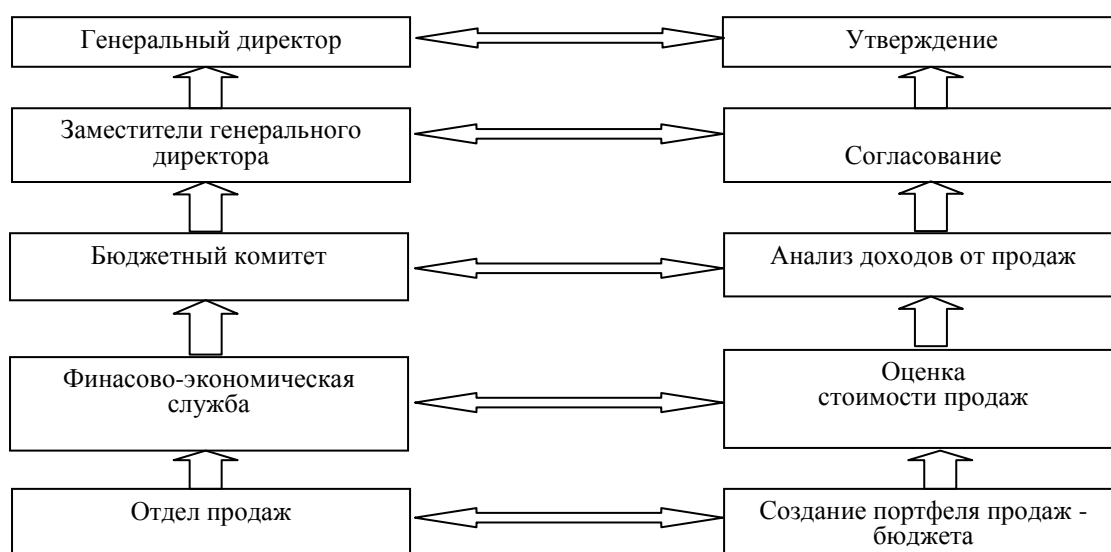 Генеральный директор
Утверждение
Заместители генерального
директора
Согласование
Бюджетный комитет
Анализ доходов от продаж
Финасово-экономическая
служба
Оценка
стоимости продаж
Отдел продаж
Создание портфеля продаж -
бюджета